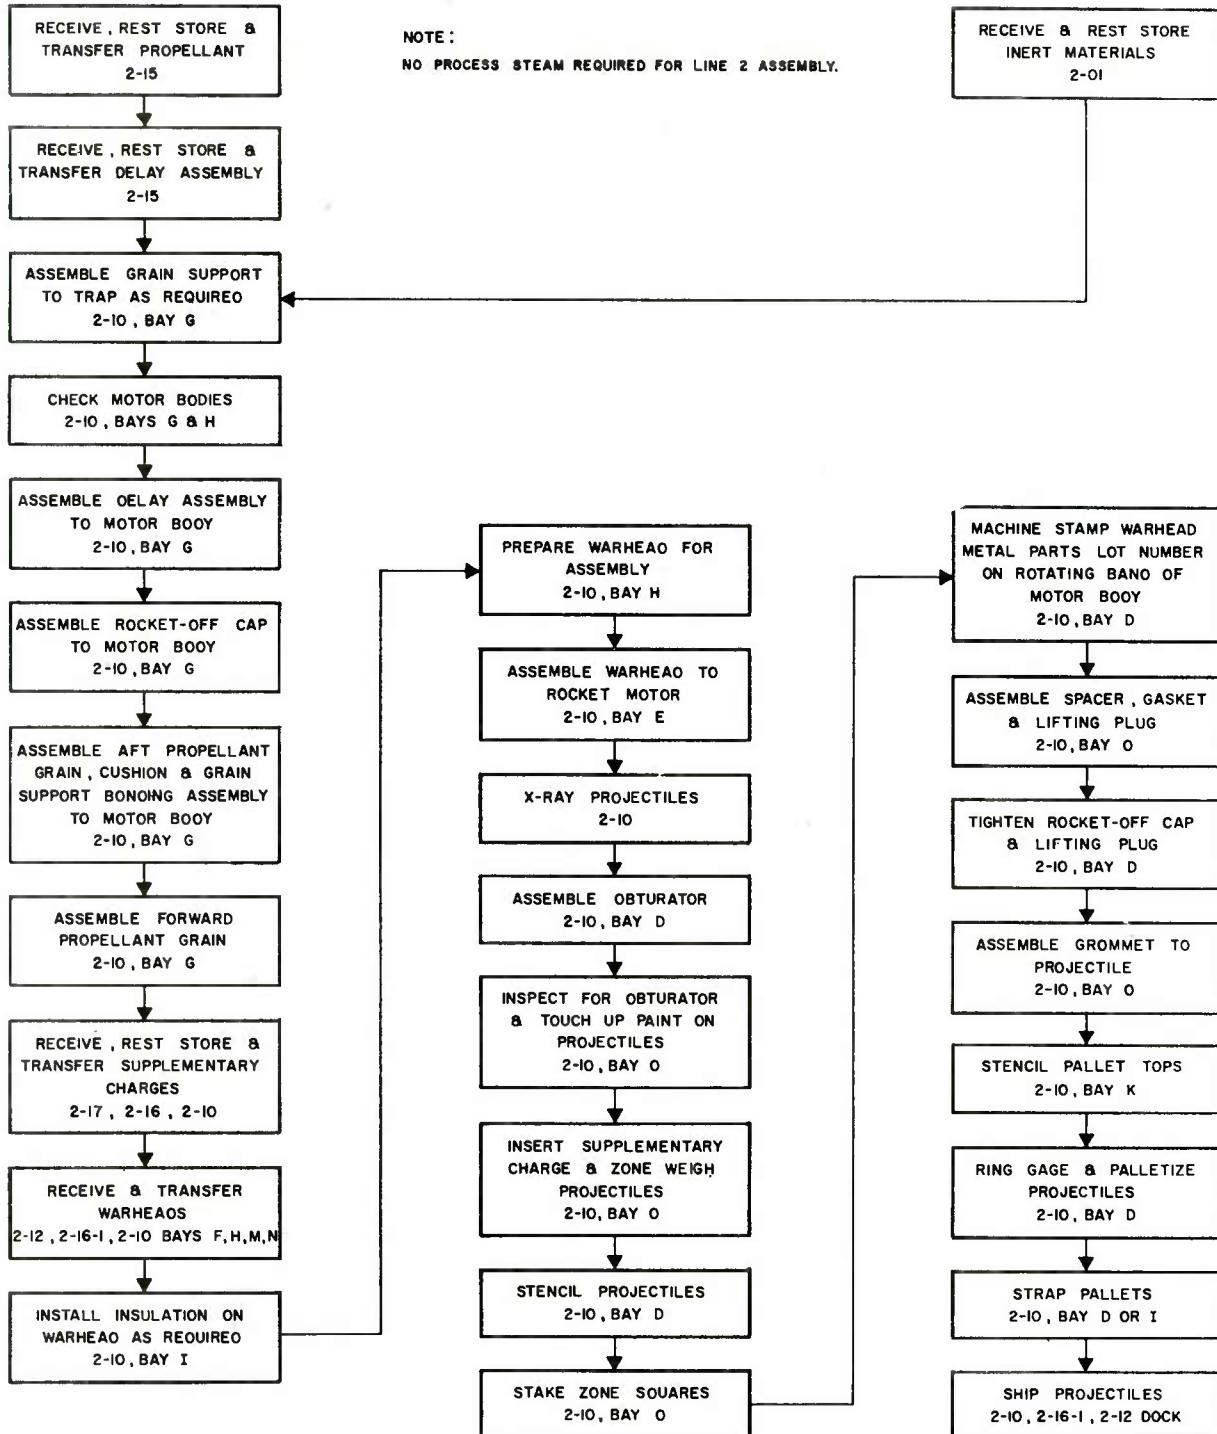 RECEIVE, REST STORE &
TRANSFER PROPELLANT
2-15
NOTE:
NO PROCESS STEAM REQUIRED FOR LINE 2 ASSEMBLY.
RECEIVE & REST STORE
INERT MATERIALS
2-01
RECEIVE, REST STORE &
TRANSFER DELAY ASSEMBLY
2-15
ASSEMBLE GRAIN SUPPORT
TO TRAP AS REQUIREO
2-10, BAY G
CHECK MOTOR BODIES
2-10, BAYS G & H
ASSEMBLE OELAY ASSEMBLY
TO MOTOR BOOY
2-10, BAY G
ASSEMBLE ROCKET-OFF CAP
TO MOTOR BOOY
2-10, BAY G
ASSEMBLE AFT PROPELLANT
GRAIN, CUSHION & GRAIN
SUPPORT BONOING ASSEMBLY
TO MOTOR BOOY
2-10, BAY G
ASSEMBLE FORWARD
PROPELLANT GRAIN
2-10, BAY G
RECEIVE, REST STORE &
TRANSFER SUPPLEMENTARY
CHARGES
2-17, 2-16, 2-10
RECEIVE & TRANSFER
WARHEAOS
2-12, 2-16-1, 2-10 BAYS F,H,M,N
INSTALL INSULATION ON
WARHEAO AS REOUIRED
2-10, BAY I
PREPARE WARHEAO FOR
ASSEMBLY
2-10, BAY H
ASSEMBLE WARHEAO TO
ROCKET MOTOR
2-10, BAY E
X-RAY PROJECTILES
2-10
ASSEMBLE OBTURATOR
2-10, BAY D
INSPECT FOR OBTURATOR
& TOUCH UP PAINT ON
PROJECTILES
2-10, BAY O
INSERT SUPPLEMENTARY
CHARGE & ZONE WEIGH
PROJECTILES
2-10, BAY O
STENCIL PROJECTILES
2-10, BAY D
STAKE ZONE SOUARES
2-10, BAY O
MACHINE STAMP WARHEAD
METAL PARTS LOT NUMBER
ON ROTATING BANO OF
MOTOR BOOY
2-10, BAY D
ASSEMBLE SPACER, GASKET
& LIFTING PLUG
2-10, BAY O
TIGHTEN ROCKET-OFF CAP
& LIFTING PLUG
2-10, BAY D
ASSEMBLE GROMMET TO
PROJECTILE
2-10, BAY O
STENCIL PALLET TOPS
2-10, BAY K
RING GAGE & PALLETIZE
PROJECTILES
2-10, BAY D
STRAP PALLETS
2-10, BAY D OR I
SHIP PROJECTILES
2-10, 2-16-1, 2-12 DOCK